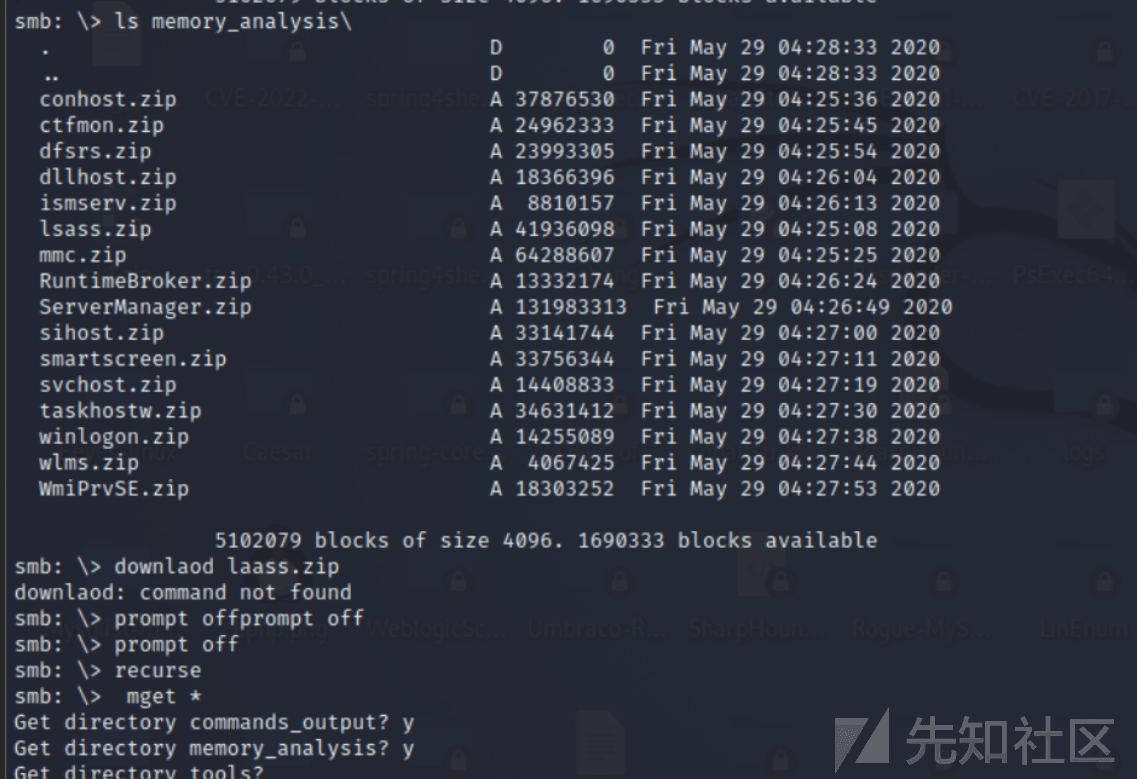 5102079 blocks of size 4096. 1690333 blocks available
smb: \> ls memory_analysis\
. D 0 Fri May 29 04:28:33 2020
.. D 0 Fri May 29 04:28:33 2020
conhost.zip A 37876530 Fri May 29 04:25:36 2020
ctfmon.zip A 24962333 Fri May 29 04:25:45 2020
dfsrs.zip A 23993305 Fri May 29 04:25:54 2020
dllhost.zip A 18366396 Fri May 29 04:26:04 2020
ismserv.zip A 8810157 Fri May 29 04:26:13 2020
lsass.zip A 41936098 Fri May 29 04:25:08 2020
mmc.zip A 64288607 Fri May 29 04:25:25 2020
RuntimeBroker.zip A 13332174 Fri May 29 04:26:24 2020
ServerManager.zip A 131983313 Fri May 29 04:26:49 2020
sihost.zip A 33141744 Fri May 29 04:27:00 2020
smartscreen.zip A 33756344 Fri May 29 04:27:11 2020
svchost.zip A 14408833 Fri May 29 04:27:19 2020
taskhostw.zip A 34631412 Fri May 29 04:27:30 2020
winlogon.zip A 14255089 Fri May 29 04:27:38 2020
wlms.zip A 4067425 Fri May 29 04:27:44 2020
WmiPrvSE.zip A 18303252 Fri May 29 04:27:53 2020
5102079 blocks of size 4096. 1690333 blocks available
smb: \> downlaod laass.zip
downlaod: command not found
smb: \> prompt offprompt off
smb: \> prompt off
smb: \> recurse
smb: \> mget *
Get directory commands_output? y
Get directory memory_analysis? y
Get directory tools?
先知社区